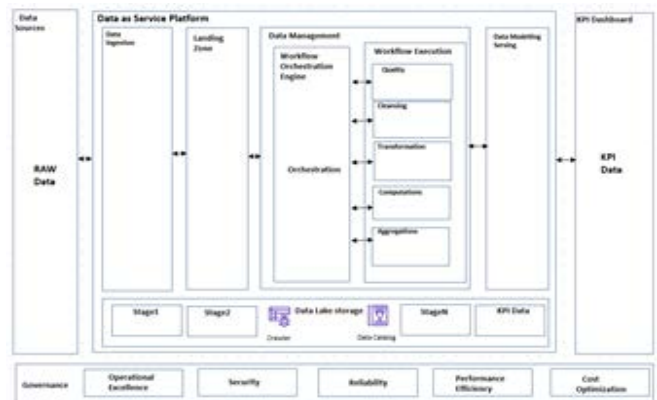 Data
Sources
RAW
Data
Data as Service Platform
Data
Ingestion
Landing
Zone
Data Management
Workflow
Orchestration
Engine
Orchestration
Workflow Execution
Quality
Cleansing
Transformation
Computations
Aggregations
Data Modelling
Serving
KPI Dashboard
KPI
Data
Stage1
Stage2
Crawler
Data Lake storage
Data Catalog
StageN
KPI Data
Governance
Operational
Excellence
Security
Reliability
Performance
Efficiency
Cost
Optimization